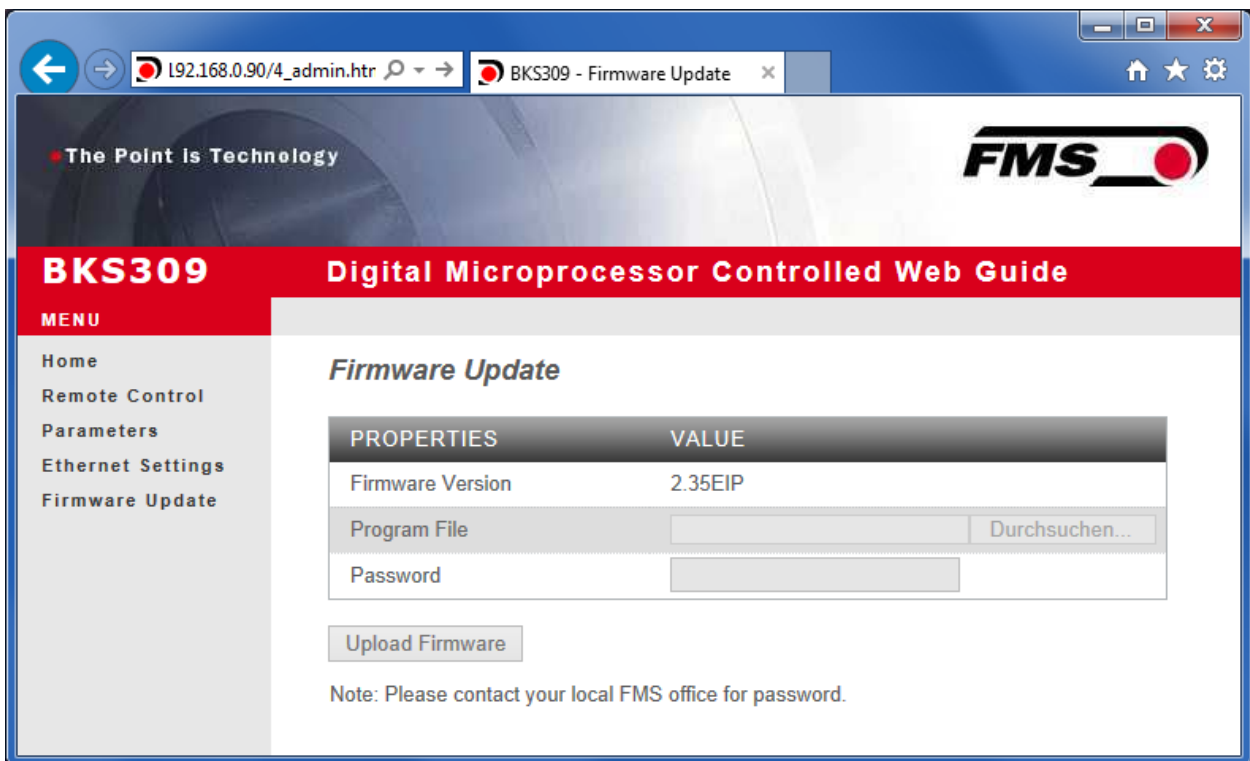 192.168.0.90/4_admin.htr
BKS309 - Firmware Update
The Point is Technology
FMS
BKS309
Digital Microprocessor Controlled Web Guide
MENU
Home
Remote Control
Parameters
Ethernet Settings
Firmware Update
Firmware Update
PROPERTIES VALUE
Firmware Version 2.35EIP
Program File Durchsuchen...
Password
Upload Firmware
Note: Please contact your local FMS office for password.